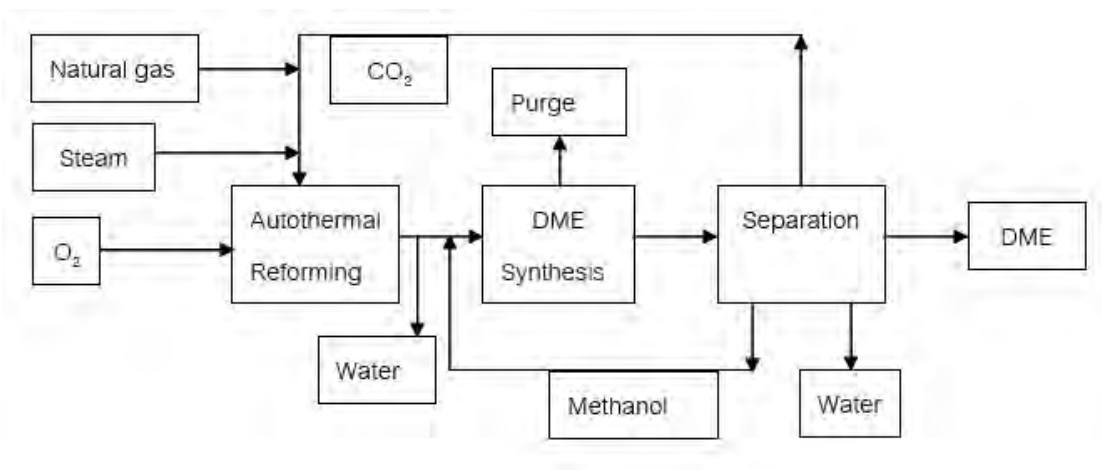 Natural gas
CO₂
Purge
Steam
Autothermal
Reforming
DME
Synthesis
Separation
DME
O₂
Water
Methanol
Water